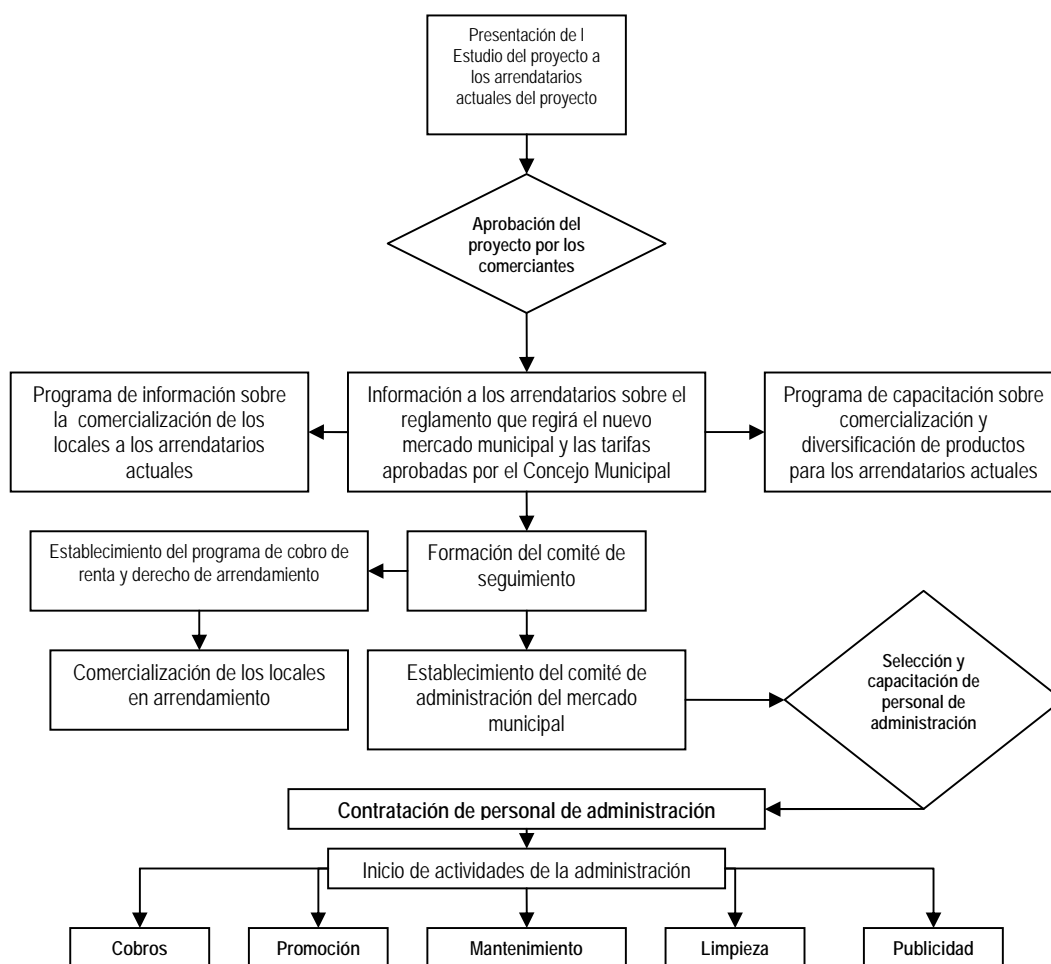 Presentación de l
Estudio del proyecto a
los arrendatarios
actuales del proyecto
Aprobación del
proyecto por los
comerciantes
Programa de información sobre
la comercialización de los
locales a los arrendatarios
actuales
Información a los arrendatarios sobre el
reglamento que regirá el nuevo
mercado municipal y las tarifas
aprobadas por el Concejo Municipal
Programa de capacitación sobre
comercialización y
diversificación de productos
para los arrendatarios actuales
Establecimiento del programa de cobro de
renta y derecho de arrendamiento
Formación del comité de
seguimiento
Comercialización de los locales
en arrendamiento
Establecimiento del comité de
administración del mercado
municipal
Selección y
capacitación de
personal de
administración
Contratación de personal de administración
Inicio de actividades de la administración
Cobros
Promoción
Mantenimiento
Limpieza
Publicidad